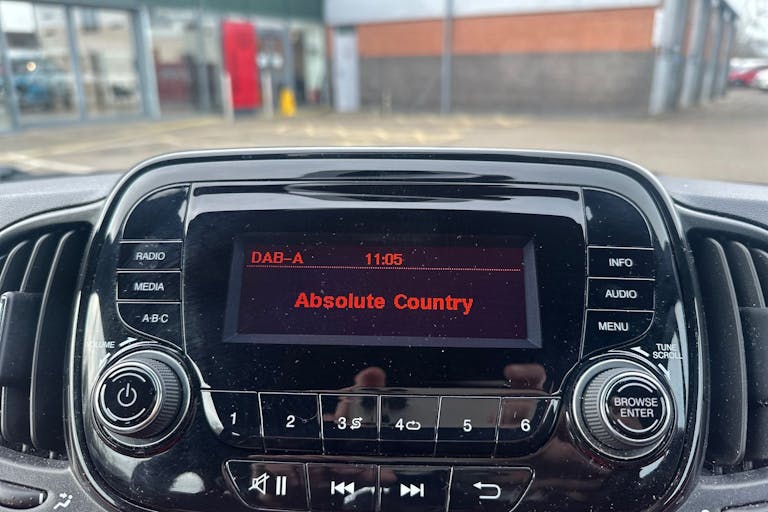 DAB-A 11:05
Absolute Country
RADIO
MEDIA
A·B·C
VOLUME
INFO
AUDIO
MENU
TUNE
SCROLL
BROWSE
ENTER
1 2 3 4 5 6